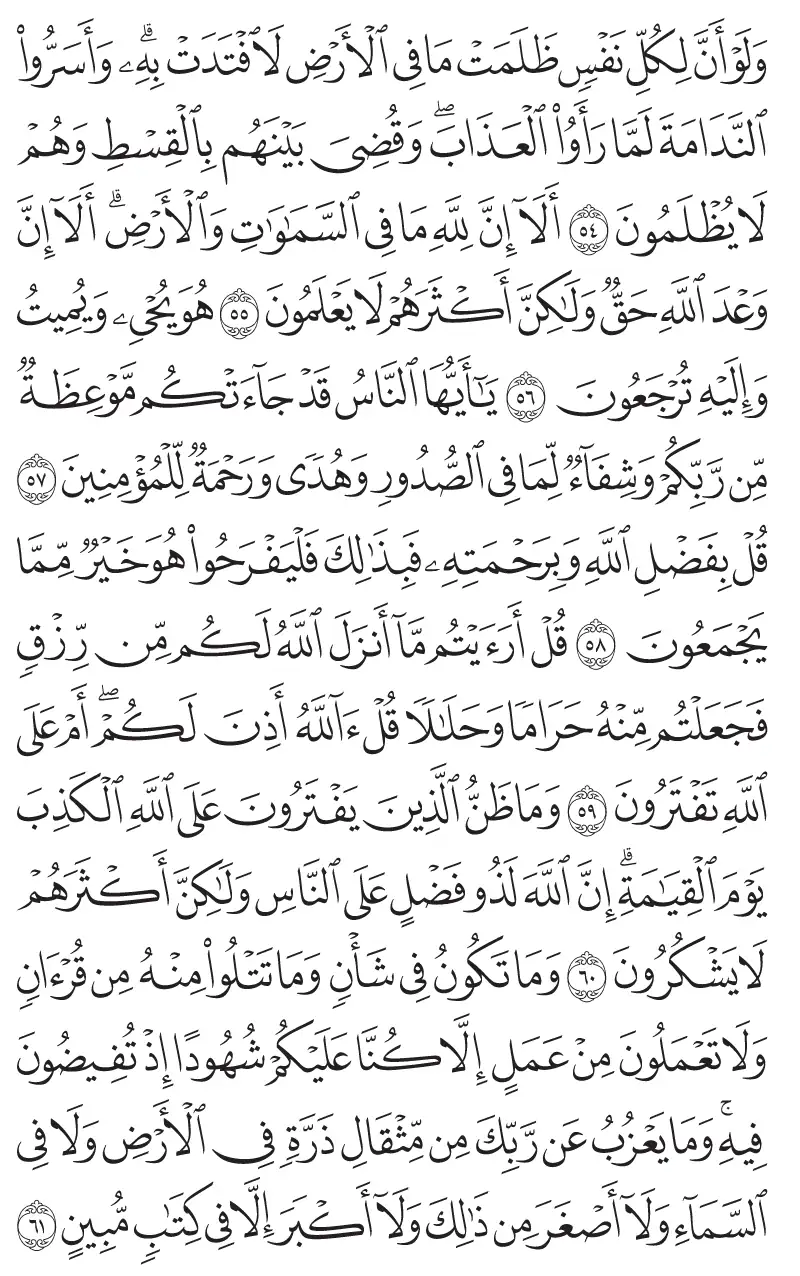 وَلَوۡ أَنَّ لِكُلِّ نَفۡسٖ ظَلَمَتۡ مَا فِي ٱلۡأَرۡضِ لَٱفۡتَدَتۡ بِهِۦۗ وَأَسَرُّواْ
ٱلنَّدَامَةَ لَمَّا رَأَوُاْ ٱلۡعَذَابَۖ وَقُضِيَ بَيۡنَهُم بِٱلۡقِسۡطِ وَهُمۡ
لَا يُظۡلَمُونَ ٥٤ أَلَآ إِنَّ لِلَّهِ مَا فِي ٱلسَّمَٰوَٰتِ وَٱلۡأَرۡضِۗ أَلَآ إِنَّ
وَعۡدَ ٱللَّهِ حَقّٞ وَلَٰكِنَّ أَكۡثَرَهُمۡ لَا يَعۡلَمُونَ ٥٥ هُوَ يُحۡيِۦ وَيُمِيتُ
وَإِلَيۡهِ تُرۡجَعُونَ ٥٦ يَٰٓأَيُّهَا ٱلنَّاسُ قَدۡ جَآءَتۡكُم مَّوۡعِظَةٞ
مِّن رَّبِّكُمۡ وَشِفَآءٞ لِّمَا فِي ٱلصُّدُورِ وَهُدٗى وَرَحۡمَةٞ لِّلۡمُؤۡمِنِينَ ٥٧
قُلۡ بِفَضۡلِ ٱللَّهِ وَبِرَحۡمَتِهِۦ فَبِذَٰلِكَ فَلۡيَفۡرَحُواْ هُوَ خَيۡرٞ مِّمَّا
يَجۡمَعُونَ ٥٨ قُلۡ أَرَءَيۡتُم مَّآ أَنزَلَ ٱللَّهُ لَكُم مِّن رِّزۡقٖ
فَجَعَلۡتُم مِّنۡهُ حَرَامٗا وَحَلَٰلٗا قُلۡ ءَآللَّهُ أَذِنَ لَكُمۡۖ أَمۡ عَلَى
ٱللَّهِ تَفۡتَرُونَ ٥٩ وَمَا ظَنُّ ٱلَّذِينَ يَفۡتَرُونَ عَلَى ٱللَّهِ ٱلۡكَذِبَ
يَوۡمَ ٱلۡقِيَٰمَةِۗ إِنَّ ٱللَّهَ لَذُو فَضۡلٍ عَلَى ٱلنَّاسِ وَلَٰكِنَّ أَكۡثَرَهُمۡ
لَا يَشۡكُرُونَ ٦٠ وَمَا تَكُونُ فِي شَأۡنٖ وَمَا تَتۡلُواْ مِنۡهُ مِن قُرۡءَانٖ
وَلَا تَعۡمَلُونَ مِنۡ عَمَلٍ إِلَّا كُنَّا عَلَيۡكُمۡ شُهُودًا إِذۡ تُفِيضُونَ
فِيهِۚ وَمَا يَعۡزُبُ عَن رَّبِّكَ مِن مِّثۡقَالِ ذَرَّةٖ فِي ٱلۡأَرۡضِ وَلَا فِي
ٱلسَّمَآءِ وَلَآ أَصۡغَرَ مِن ذَٰلِكَ وَلَآ أَكۡبَرَ إِلَّا فِي كِتَٰبٖ مُّبِينٍ ٦١